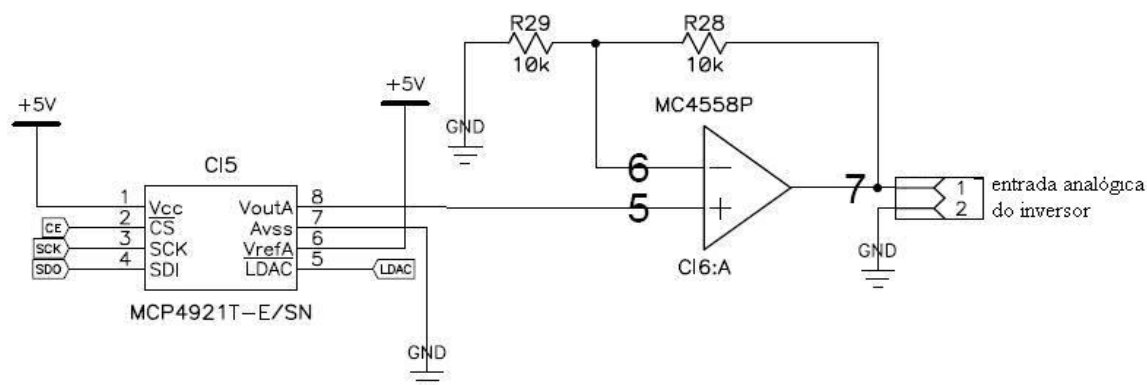 R29
10k
R28
10k
+5V
+5V
GND
MC4558P
6
5
7
1
2
entrada analógica
do inversor
GND
CI6:A
CI5
1
2
3
4
Vcc
CS
SCK
SDI
VoutA
Avss
VrefA
LDAC
8
7
6
5
CE
SCK
SDO
LDAC
MCP4921T-E/SN
GND